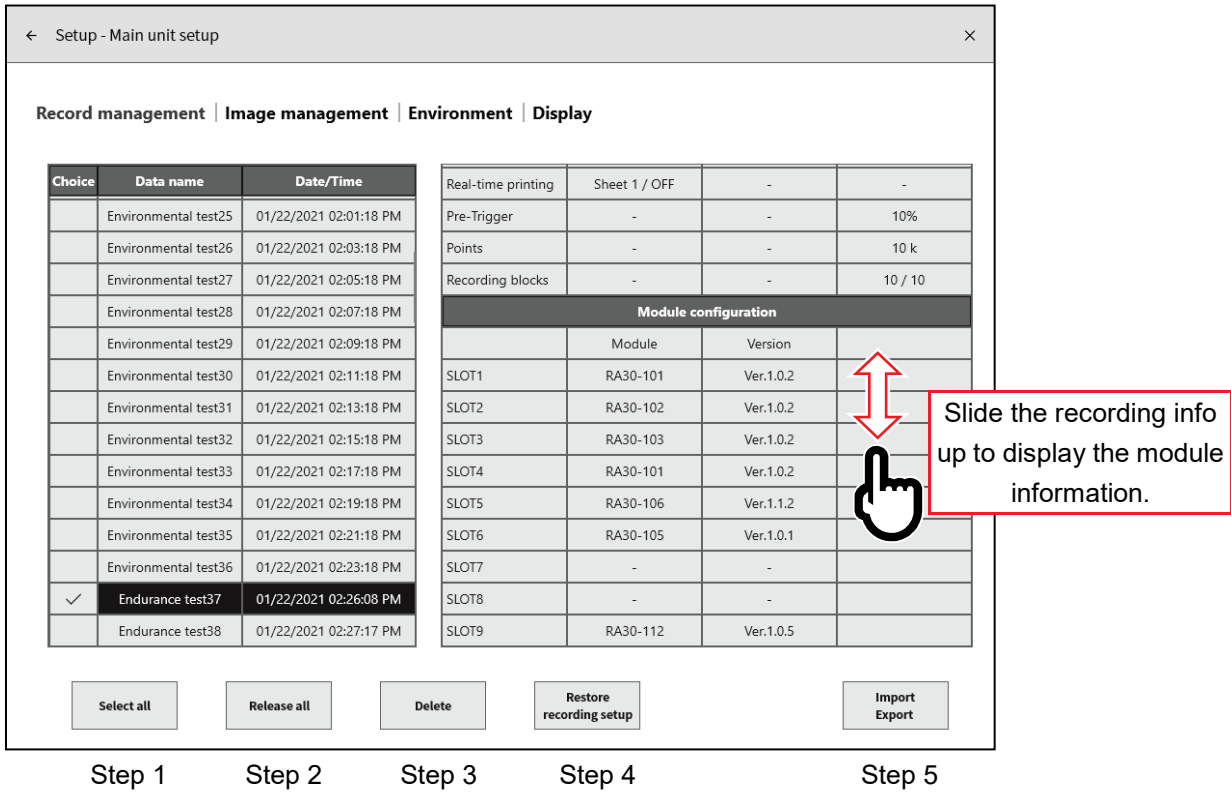 ← Setup - Main unit setup ×
Record management | Image management | Environment | Display
Choice Data name Date/Time
Environmental test25 01/22/2021 02:01:18 PM
Environmental test26 01/22/2021 02:03:18 PM
Environmental test27 01/22/2021 02:05:18 PM
Environmental test28 01/22/2021 02:07:18 PM
Environmental test29 01/22/2021 02:09:18 PM
Environmental test30 01/22/2021 02:11:18 PM
Environmental test31 01/22/2021 02:13:18 PM
Environmental test32 01/22/2021 02:15:18 PM
Environmental test33 01/22/2021 02:17:18 PM
Environmental test34 01/22/2021 02:19:18 PM
Environmental test35 01/22/2021 02:21:18 PM
Environmental test36 01/22/2021 02:23:18 PM
✓ Endurance test37 01/22/2021 02:26:08 PM
Endurance test38 01/22/2021 02:27:17 PM
Real-time printing Sheet 1 / OFF - -
Pre-Trigger - - 10%
Points - - 10 k
Recording blocks - - 10 / 10
Module configuration
Module Version
SLOT1 RA30-101 Ver.1.0.2
SLOT2 RA30-102 Ver.1.0.2
SLOT3 RA30-103 Ver.1.0.2
SLOT4 RA30-101 Ver.1.0.2
SLOT5 RA30-106 Ver.1.1.2
SLOT6 RA30-105 Ver.1.0.1
SLOT7 - -
SLOT8 - -
SLOT9 RA30-112 Ver.1.0.5
Slide the recording info
up to display the module
information.
Select all
Release all
Delete
Restore
recording setup
Import
Export
Step 1 Step 2 Step 3 Step 4 Step 5